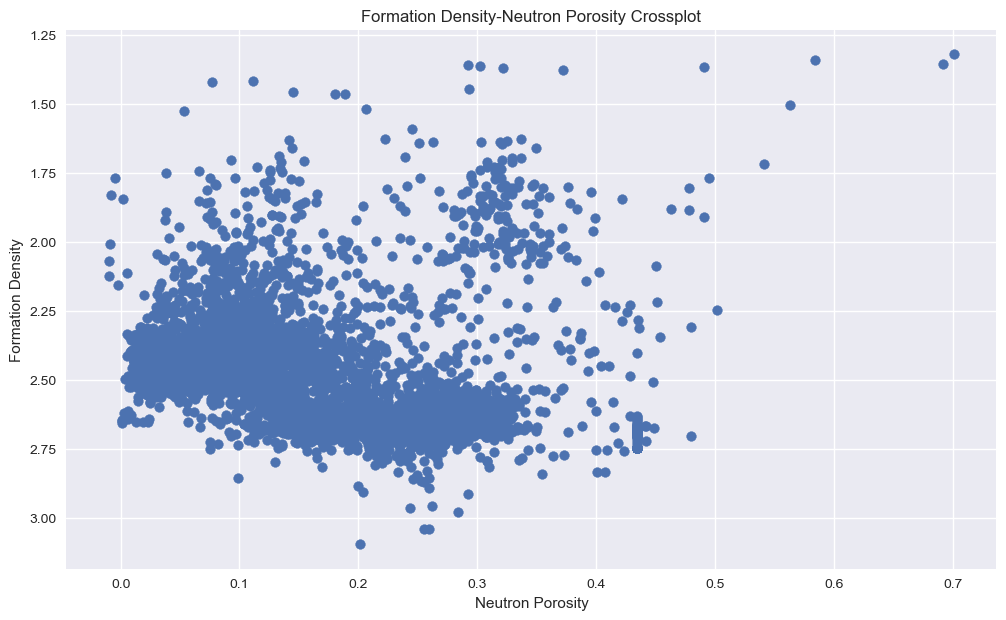 Formation Density-Neutron Porosity Crossplot
1.25
1.50
1.75
2.00
2.25
2.50
2.75
3.00
Formation Density
0.0 0.1 0.2 0.3 0.4 0.5 0.6 0.7
Neutron Porosity